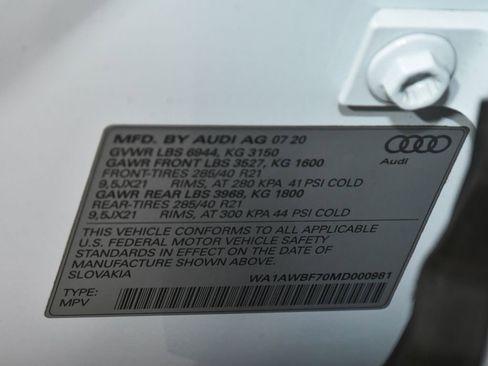 MFD. BY AUDI AG 07 20
GVWR LBS 6944, KG 3150
GAWR FRONT LBS 3527, KG 1600
FRONT-TIRES 285/40 R21
9,5JX21 RIMS, AT 280 KPA 41 PSI COLD
GAWR REAR LBS 3968, KG 1800
REAR-TIRES 285/40 R21
9,5JX21 RIMS, AT 300 KPA 44 PSI COLD
Audi
THIS VEHICLE CONFORMS TO ALL APPLICABLE
U.S. FEDERAL MOTOR VEHICLE SAFETY
STANDARDS IN EFFECT ON THE DATE OF
MANUFACTURE SHOWN ABOVE.
SLOVAKIA
WA1AWBF70MD000981
TYPE:
MPV